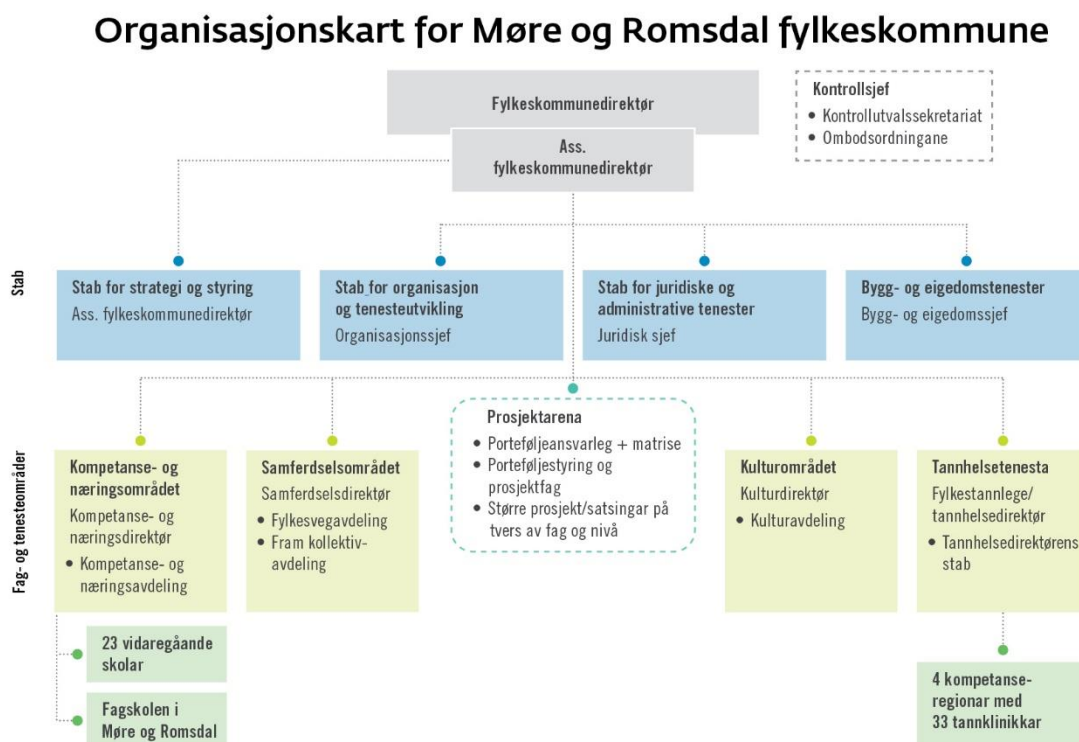 Organisasjonskart for Møre og Romsdal fylkeskommune
Fylkeskommunedirektør
Ass.
fylkeskommunedirektør
Kontrollsjef
• Kontrollutvalssekretariat
• Ombodsordningane
Stab
Stab for strategi og styring
Ass. fylkeskommunedirektør
Stab for organisasjon
og tenesteutvikling
Organisasjonssjef
Stab for juridiske og
administrative tenester
Juridisk sjef
Bygg- og eigedomstenester
Bygg- og eigedomssjef
Fag- og tenesteområder
Kompetanse- og
næringsområdet
Kompetanse- og
næringsdirektør
• Kompetanse- og
næringsavdeling
Samferdselsområdet
Samferdselsdirektør
• Fylkesvegavdeling
• Fram kollektiv-
avdeling
Prosjektarena
• Porteføljeansvarleg + matrise
• Porteføljestyring og
prosjektfag
• Større prosjekt/satsingar på
tvers av fag og nivå
Kulturområdet
Kulturdirektør
• Kulturavdeling
Tannhelsetenesta
Fylkestannlege/
tannhelsedirektør
• Tannhelsedirektørens
stab
23 vidaregåande
skolar
Fagskolen i
Møre og Romsdal
4 kompetanse-
regionar med
33 tannklinikkar